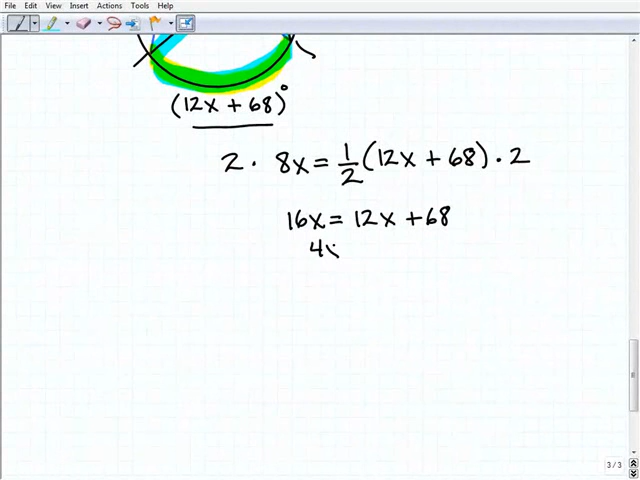 File Edit View Insert Actions Tools Help
(12x + 68)°
2 · 8x = 1/2 (12x + 68) · 2
16x = 12x + 68
4x
3 / 3